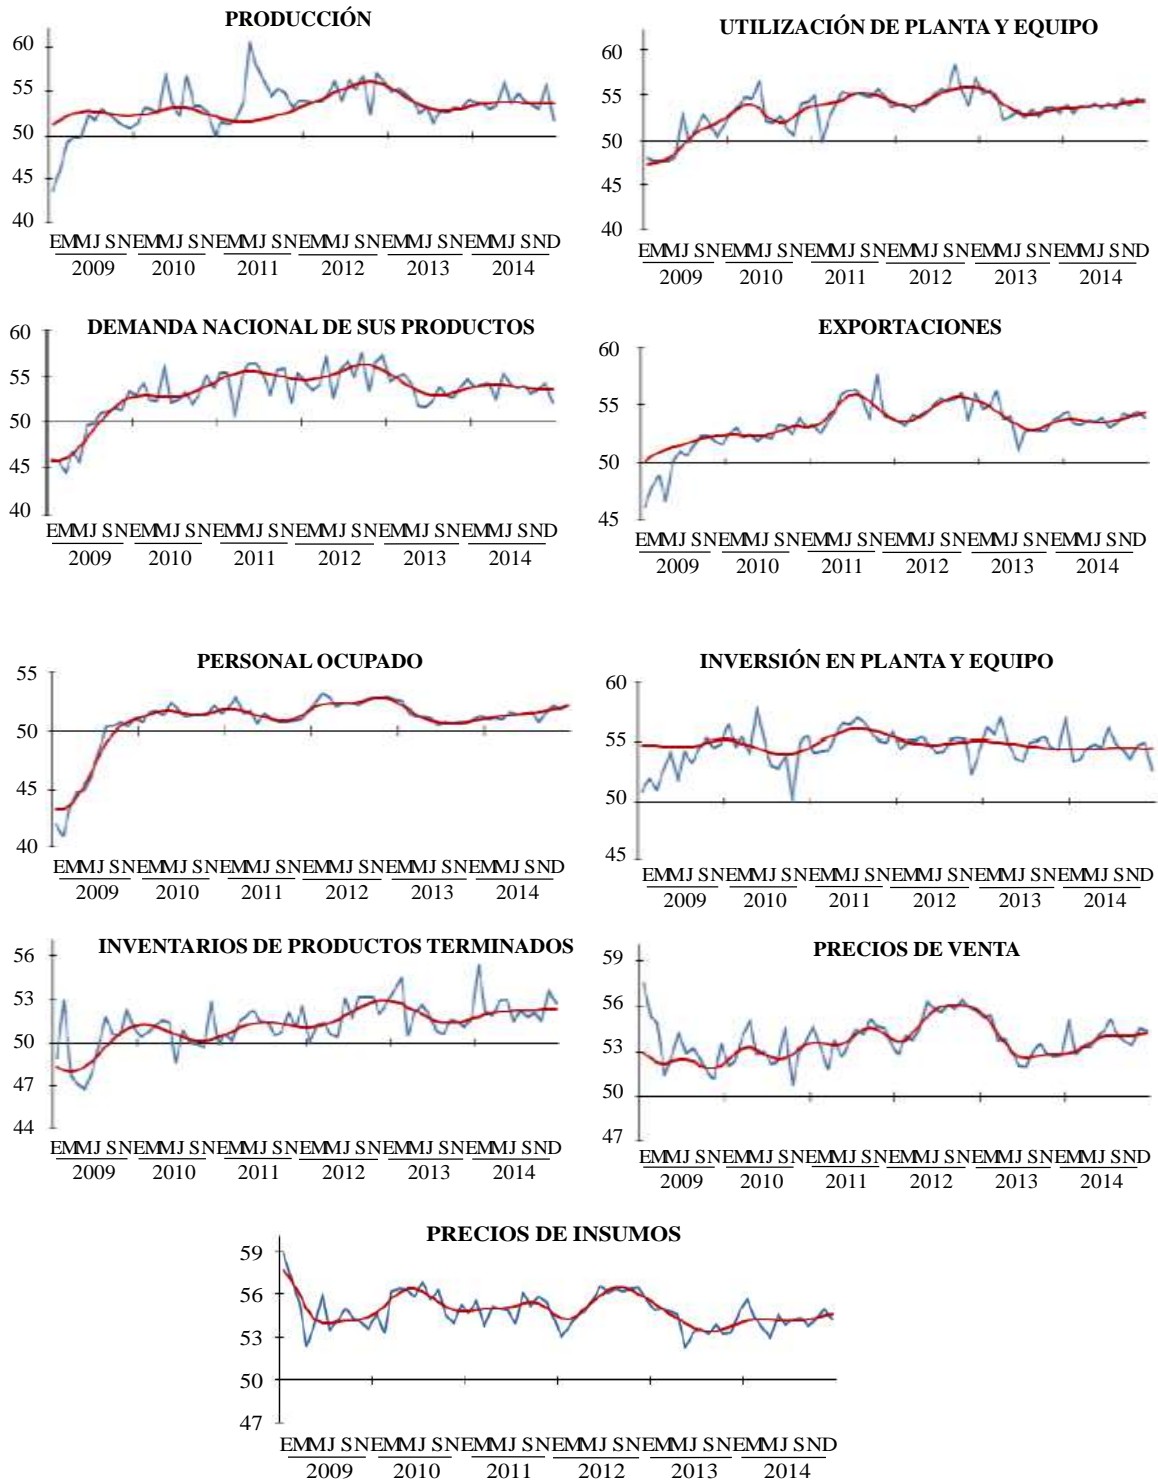 PRODUCCIÓN
60
55
50
45
40
EMMJ SNEMMJ SNEMMJ SNEMMJ SNEMMJ SNEMMJ SND
2009 2010 2011 2012 2013 2014
UTILIZACIÓN DE PLANTA Y EQUIPO
60
55
50
45
40
EMMJ SNEMMJ SNEMMJ SNEMMJ SNEMMJ SNEMMJ SND
2009 2010 2011 2012 2013 2014
DEMANDA NACIONAL DE SUS PRODUCTOS
60
55
50
45
40
EMMJ SNEMMJ SNEMMJ SNEMMJ SNEMMJ SNEMMJ SND
2009 2010 2011 2012 2013 2014
EXPORTACIONES
60
55
50
45
EMMJ SNEMMJ SNEMMJ SNEMMJ SNEMMJ SNEMMJ SND
2009 2010 2011 2012 2013 2014
PERSONAL OCUPADO
55
50
45
40
EMMJ SNEMMJ SNEMMJ SNEMMJ SNEMMJ SNEMMJ SND
2009 2010 2011 2012 2013 2014
INVERSIÓN EN PLANTA Y EQUIPO
60
55
50
45
EMMJ SNEMMJ SNEMMJ SNEMMJ SNEMMJ SNEMMJ SND
2009 2010 2011 2012 2013 2014
INVENTARIOS DE PRODUCTOS TERMINADOS
56
53
50
47
44
EMMJ SNEMMJ SNEMMJ SNEMMJ SNEMMJ SNEMMJ SND
2009 2010 2011 2012 2013 2014
PRECIOS DE VENTA
59
56
53
50
47
EMMJ SNEMMJ SNEMMJ SNEMMJ SNEMMJ SNEMMJ SND
2009 2010 2011 2012 2013 2014
PRECIOS DE INSUMOS
59
56
53
50
47
EMMJ SNEMMJ SNEMMJ SNEMMJ SNEMMJ SNEMMJ SND
2009 2010 2011 2012 2013 2014